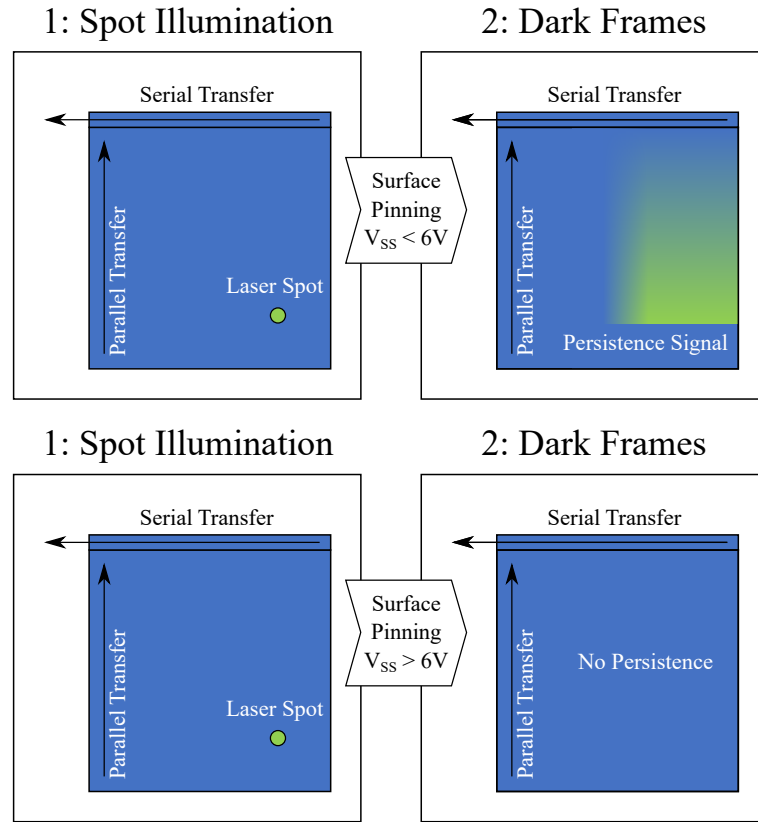 1: Spot Illumination
2: Dark Frames
Serial Transfer
Serial Transfer
Parallel Transfer
Laser Spot
Surface
Pinning
V_SS < 6V
Parallel Transfer
Persistence Signal
1: Spot Illumination
2: Dark Frames
Serial Transfer
Serial Transfer
Parallel Transfer
Laser Spot
Surface
Pinning
V_SS > 6V
Parallel Transfer
No Persistence